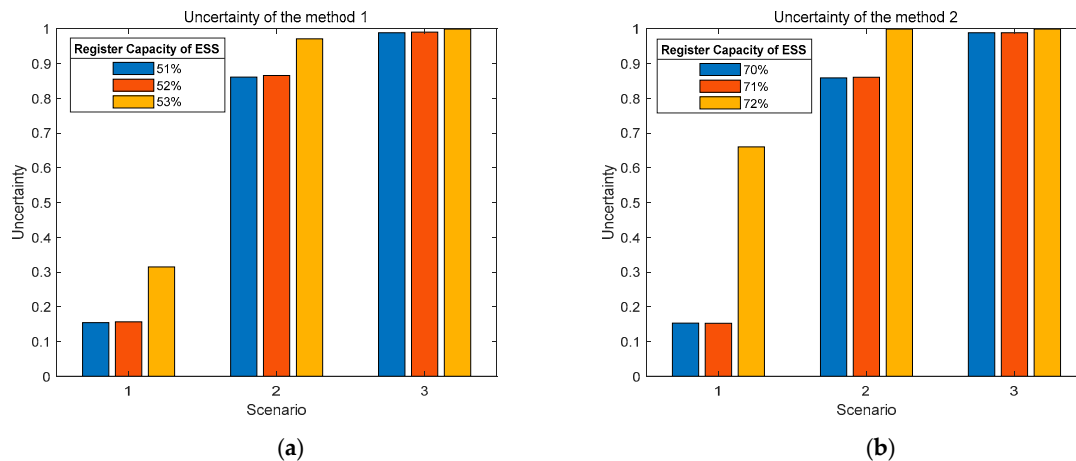 Uncertainty of the method 1
Uncertainty
1
0.9
0.8
0.7
0.6
0.5
0.4
0.3
0.2
0.1
0
Register Capacity of ESS
51%
52%
53%
1 2 3
Scenario
(a)
Uncertainty of the method 2
Uncertainty
1
0.9
0.8
0.7
0.6
0.5
0.4
0.3
0.2
0.1
0
Register Capacity of ESS
70%
71%
72%
1 2 3
Scenario
(b)